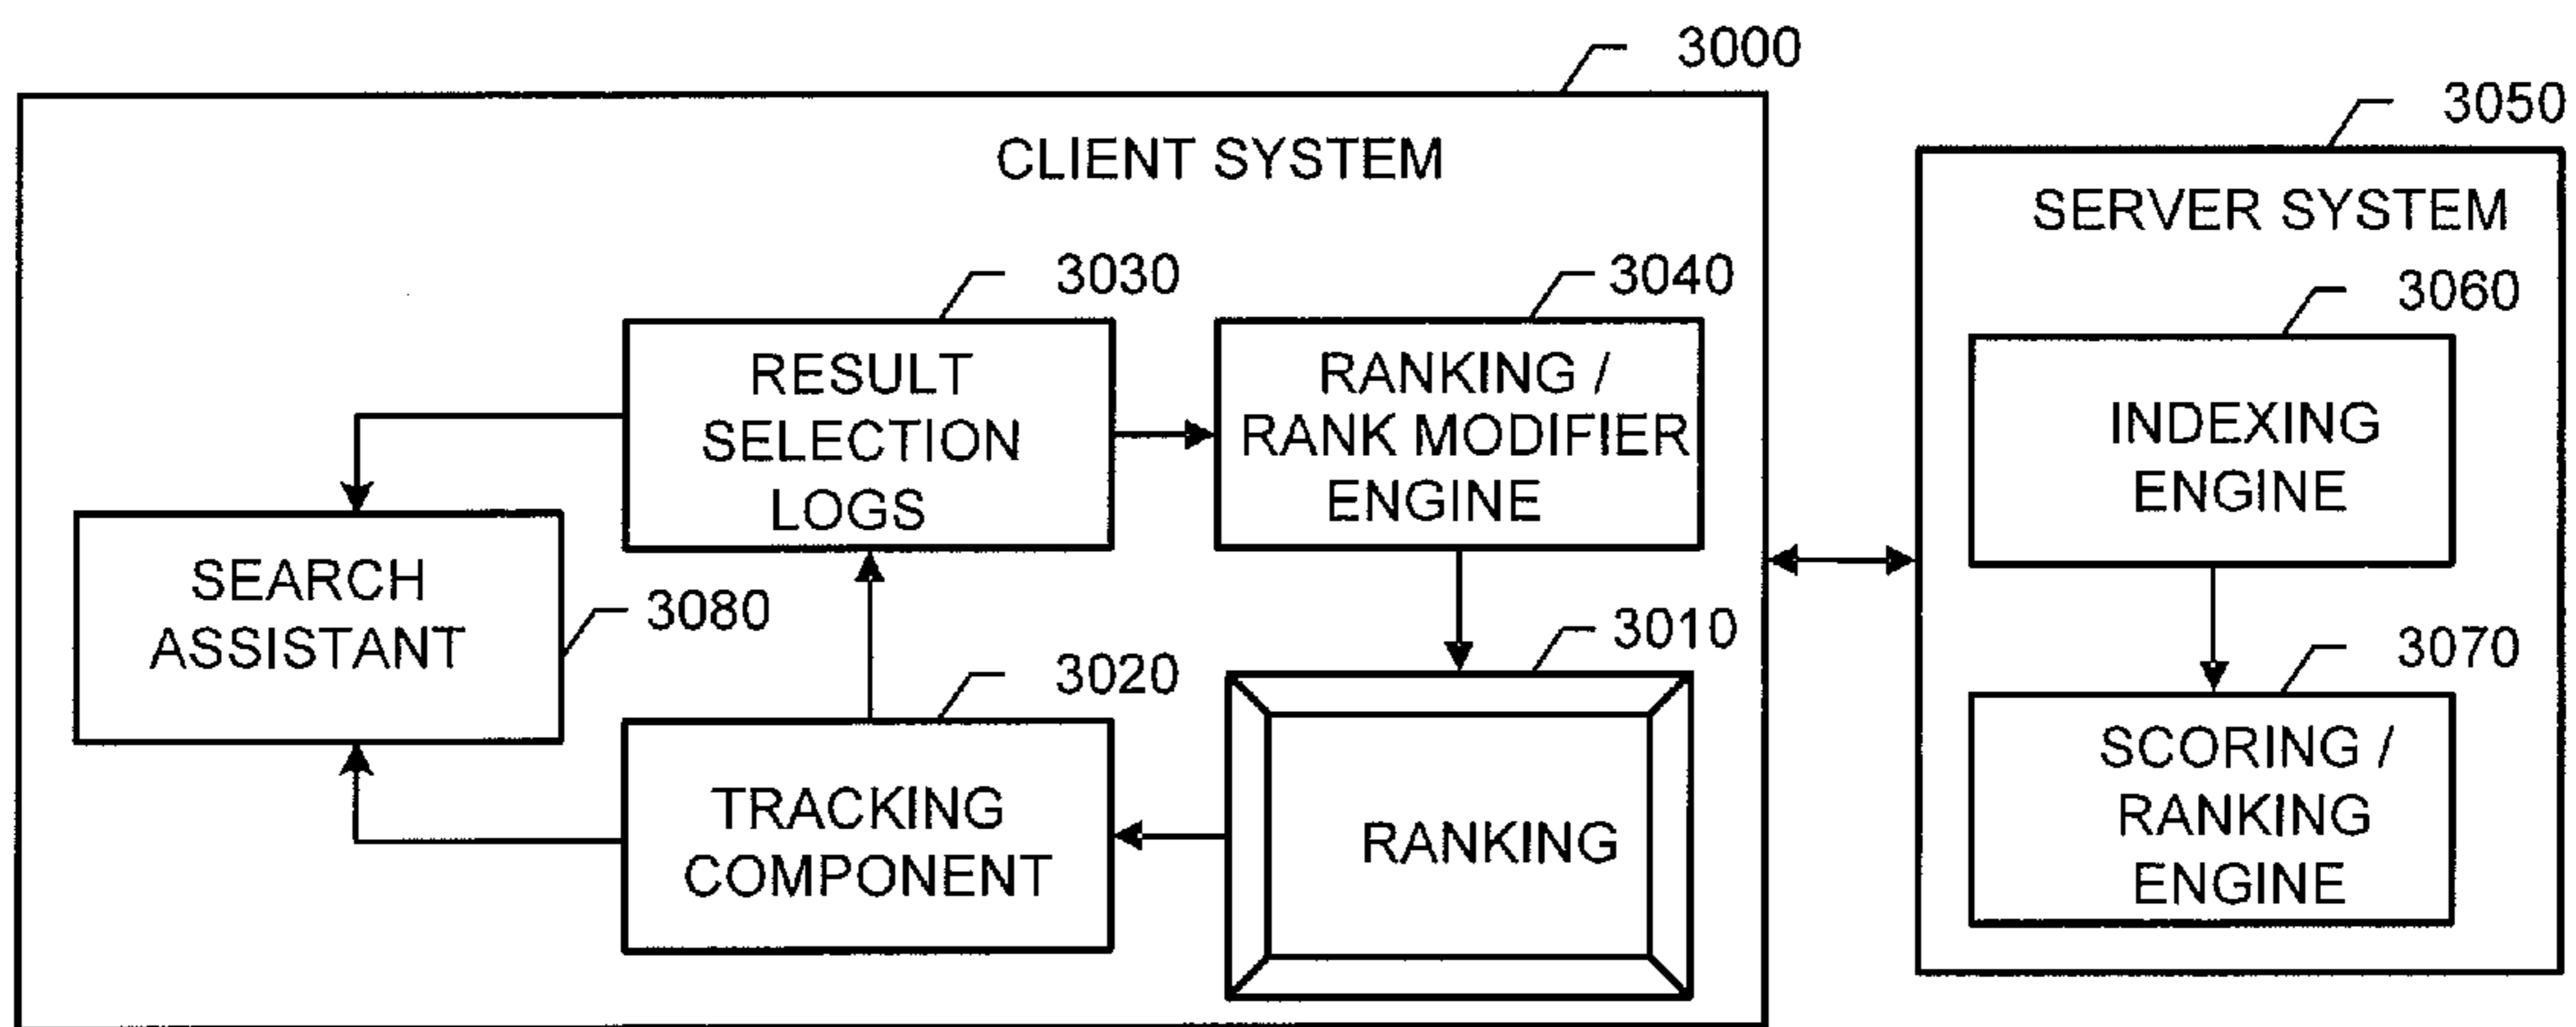 3000
CLIENT SYSTEM
3050
SERVER SYSTEM
3030
RESULT
SELECTION
LOGS
3040
RANKING /
RANK MODIFIER
ENGINE
3060
INDEXING
ENGINE
SEARCH
ASSISTANT
3080
3020
TRACKING
COMPONENT
3010
RANKING
3070
SCORING /
RANKING
ENGINE